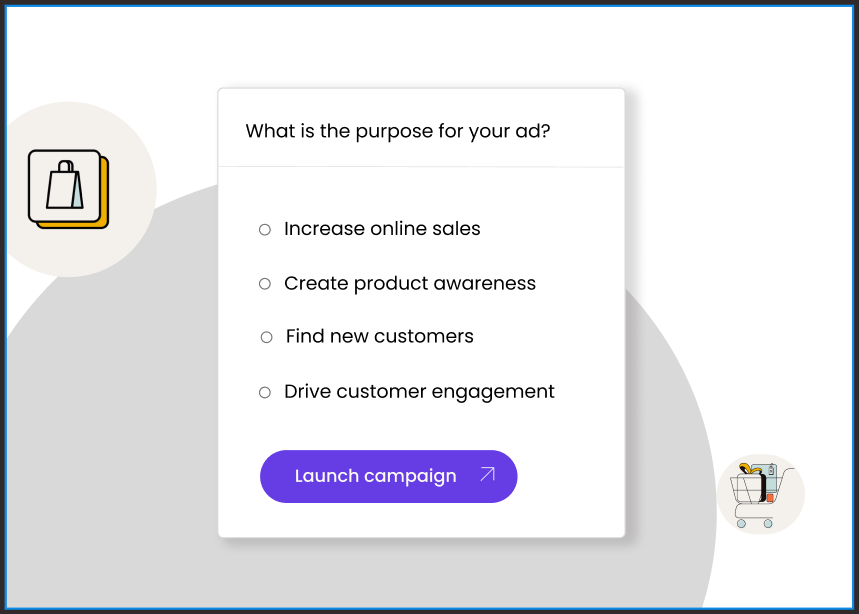 What is the purpose for your ad?
Increase online sales
Create product awareness
Find new customers
Drive customer engagement
Launch campaign